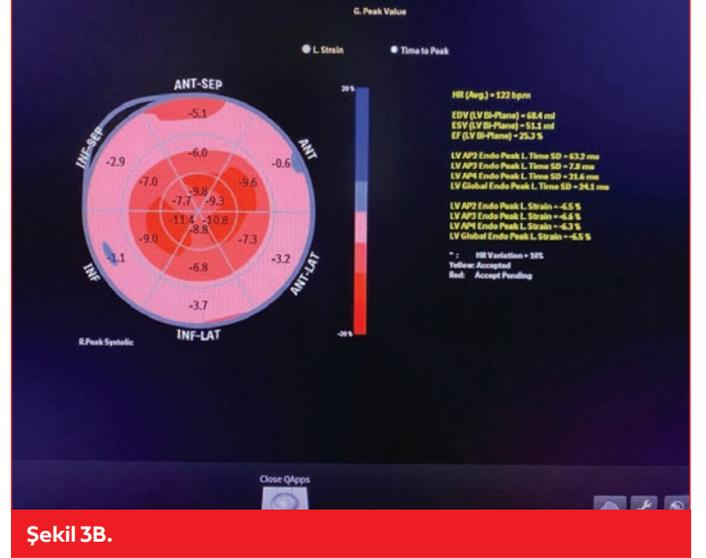 G. Peak Value
L. Strain
Time to Peak
ANT-SEP
20 %
HR (Avg.) = 122 bpm
-5.1
EDV (LV Bi-Plane) = 68.4 ml
ESV (LV Bi-Plane) = 51.1 ml
EF (LV Bi-Plane) = 25.3 %
INF-SEP
ANT
-6.0
-2.9
-0.6
LV AP2 Endo Peak L. Time SD = 63.2 ms
LV AP3 Endo Peak L. Time SD = 7.8 ms
LV AP4 Endo Peak L. Time SD = 31.6 ms
LV Global Endo Peak L. Time SD = 24.1 ms
-7.0
-9.6
-9.8
-7.7
-9.3
LV AP2 Endo Peak L. Strain = -6.5 %
LV AP3 Endo Peak L. Strain = -6.6 %
LV AP4 Endo Peak L. Strain = -6.3 %
LV Global Endo Peak L. Strain = -6.5 %
-11.4
-10.8
-8.8
-9.0
-7.3
* : HR Variation > 10%
Yellow: Accepted
Red: Accept Pending
-1.1
-3.2
-6.8
INF
ANT-LAT
-3.7
-20 %
INF-LAT
R.Peak Systolic
Close QApps
Şekil 3B.